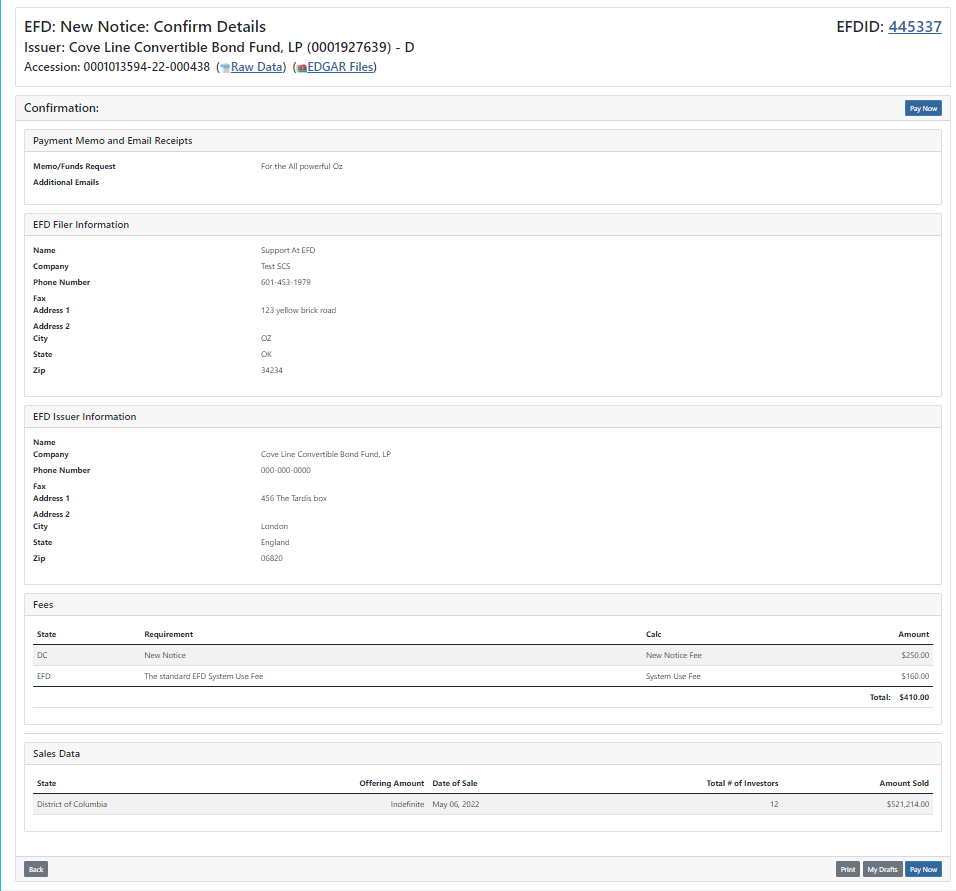 EFD: New Notice: Confirm Details EFDID: 445337
Issuer: Cove Line Convertible Bond Fund, LP (0001927639) - D
Accession: 0001013594-22-000438 (Raw Data) (EDGAR Files)
Confirmation: Pay Now
Payment Memo and Email Receipts
Memo/Funds Request For the All powerful Oz
Additional Emails
EFD Filer Information
Name Support At EFD
Company Test SCS
Phone Number 601-453-1979
Fax
Address 1 123 yellow brick road
Address 2
City OZ
State OK
Zip 34234
EFD Issuer Information
Name
Company Cove Line Convertible Bond Fund, LP
Phone Number 000-000-0000
Fax
Address 1 456 The Tardis box
Address 2
City London
State England
Zip 06820
Fees
State Requirement Calc Amount
DC New Notice New Notice Fee $250.00
EFD The standard EFD System Use Fee System Use Fee $160.00
Total: $410.00
Sales Data
State Offering Amount Date of Sale Total # of Investors Amount Sold
District of Columbia Indefinite May 06, 2022 12 $521,214.00
Back Print My Drafts Pay Now